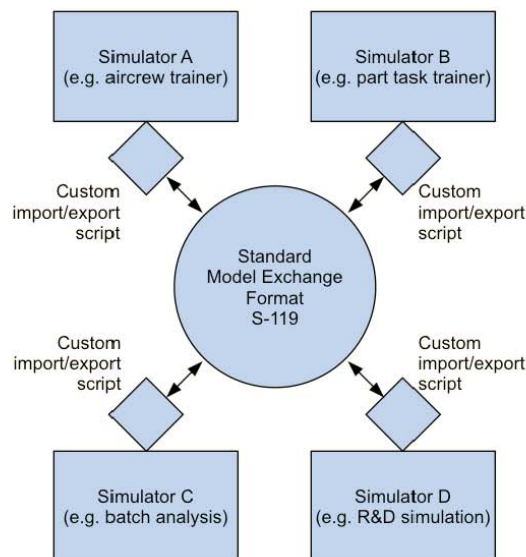 Simulator A
(e.g. aircrew trainer)
Simulator B
(e.g. part task trainer)
Custom
import/export
script
Custom
import/export
script
Standard
Model Exchange
Format
S-119
Custom
import/export
script
Custom
import/export
script
Simulator C
(e.g. batch analysis)
Simulator D
(e.g. R&D simulation)